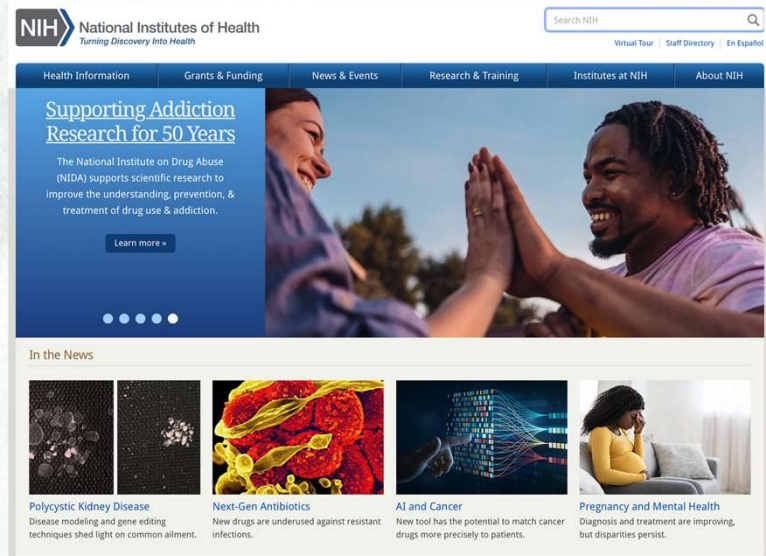 NIH
National Institutes of Health
Turning Discovery Into Health
Search NIH
Virtual Tour
Staff Directory
En Español
Health Information
Grants & Funding
News & Events
Research & Training
Institutes at NIH
About NIH
Supporting Addiction
Research for 50 Years
The National Institute on Drug Abuse
(NIDA) supports scientific research to
improve the understanding, prevention, &
treatment of drug use & addiction.
Learn more »
In the News
Polycystic Kidney Disease
Disease modeling and gene editing
techniques shed light on common ailment.
Next-Gen Antibiotics
New drugs are underused against resistant
infections.
AI and Cancer
New tool has the potential to match cancer
drugs more precisely to patients.
Pregnancy and Mental Health
Diagnosis and treatment are improving,
but disparities persist.